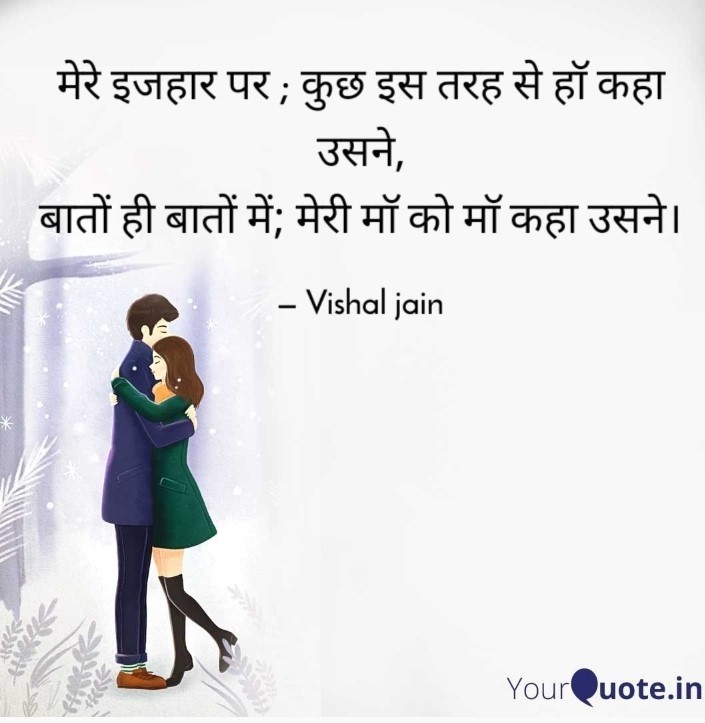 मेरे इजहार पर ; कुछ इस तरह से हॉ कहा
उसने,
बातों ही बातों में; मेरी मॉ को मॉ कहा उसने।
– Vishal jain
YourQuote.in